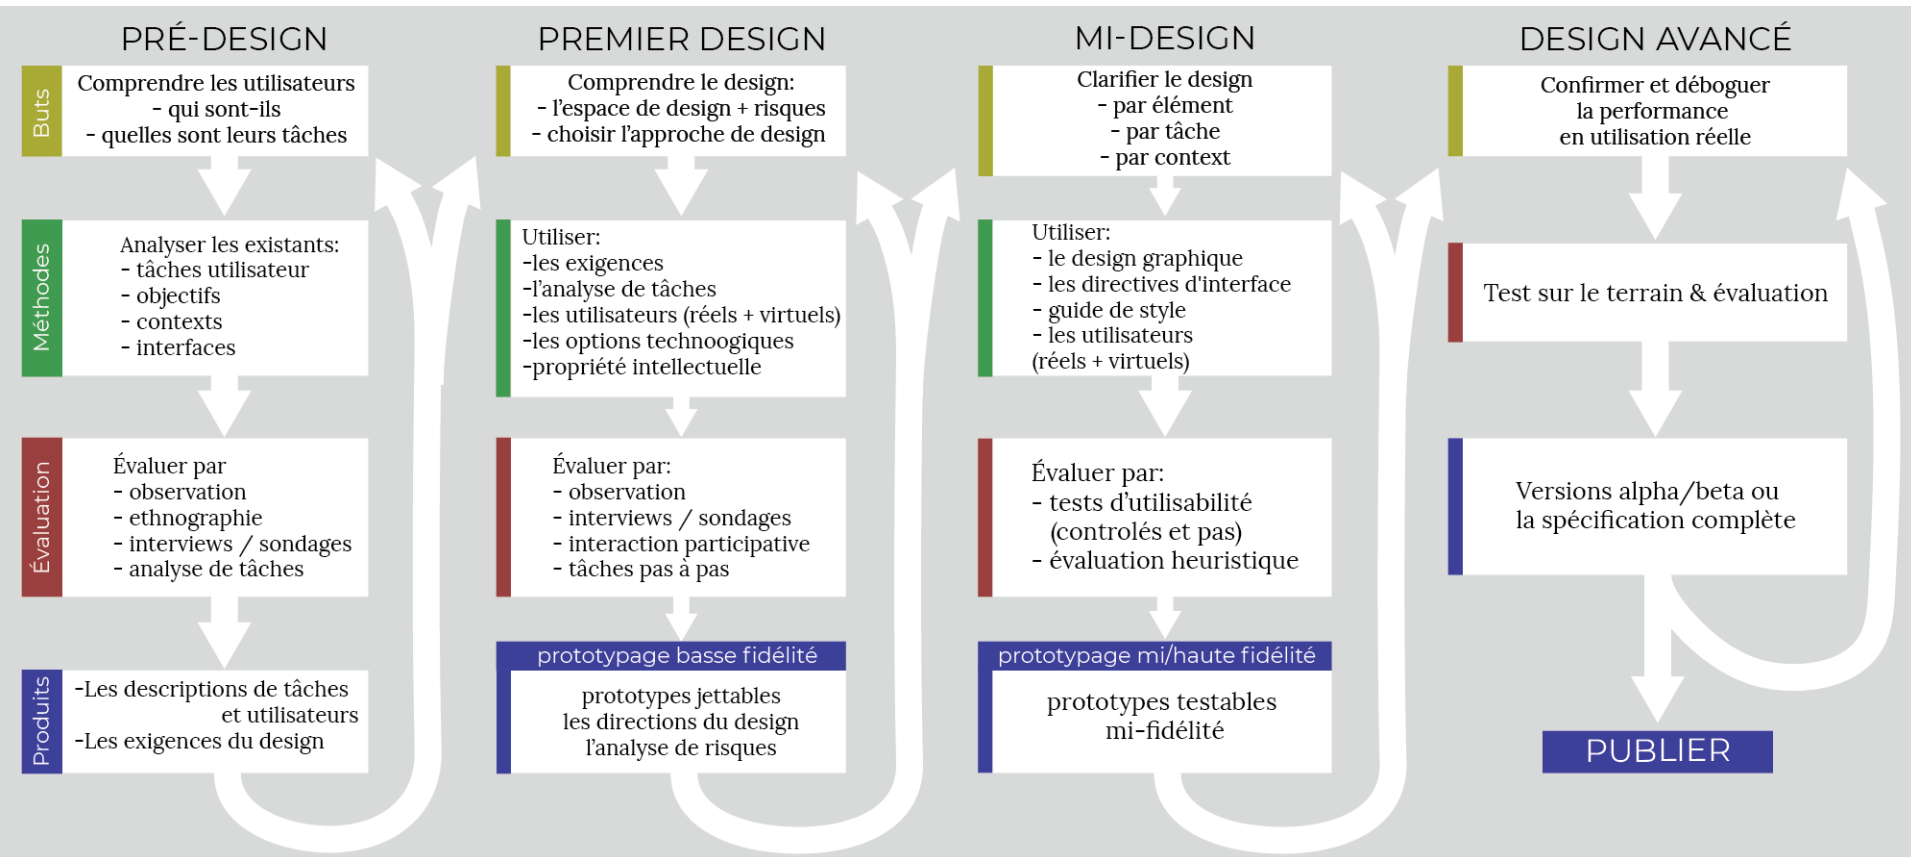 PRÉ-DESIGN
Buts
Comprendre les utilisateurs
- qui sont-ils
- quelles sont leurs tâches
Méthodes
Analyser les existants:
- tâches utilisateur
- objectifs
- contexts
- interfaces
Évaluation
Évaluer par
- observation
- ethnographie
- interviews / sondages
- analyse de tâches
Produits
-Les descriptions de tâches
et utilisateurs
-Les exigences du design
PREMIER DESIGN
Comprendre le design:
- l'espace de design + risques
- choisir l'approche de design
Utiliser:
-les exigences
-l'analyse de tâches
-les utilisateurs (réels + virtuels)
-les options technoogiques
-propriété intellectuelle
Évaluer par:
- observation
- interviews / sondages
- interaction participative
- tâches pas à pas
prototypage basse fidélité
prototypes jettables
les directions du design
l'analyse de risques
MI-DESIGN
Clarifier le design
- par élément
- par tâche
- par context
Utiliser:
- le design graphique
- les directives d'interface
- guide de style
- les utilisateurs
(réels + virtuels)
Évaluer par:
- tests d'utilisabilité
(controlés et pas)
- évaluation heuristique
prototypage mi/haute fidélité
prototypes testables
mi-fidélité
DESIGN AVANCÉ
Confirmer et déboguer
la performance
en utilisation réelle
Test sur le terrain & évaluation
Versions alpha/beta ou
la spécification complète
PUBLIER